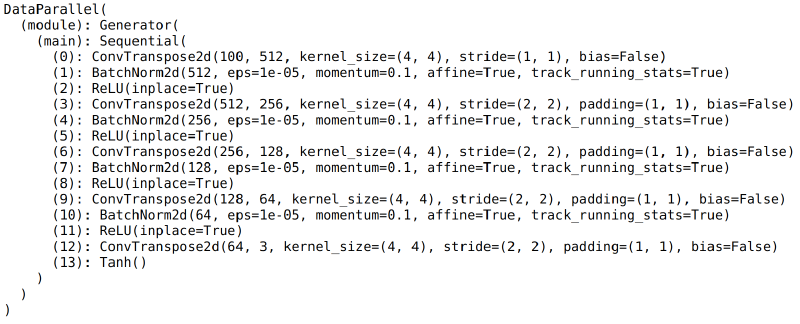 DataParallel(
  (module): Generator(
    (main): Sequential(
      (0): ConvTranspose2d(100, 512, kernel_size=(4, 4), stride=(1, 1), bias=False)
      (1): BatchNorm2d(512, eps=1e-05, momentum=0.1, affine=True, track_running_stats=True)
      (2): ReLU(inplace=True)
      (3): ConvTranspose2d(512, 256, kernel_size=(4, 4), stride=(2, 2), padding=(1, 1), bias=False)
      (4): BatchNorm2d(256, eps=1e-05, momentum=0.1, affine=True, track_running_stats=True)
      (5): ReLU(inplace=True)
      (6): ConvTranspose2d(256, 128, kernel_size=(4, 4), stride=(2, 2), padding=(1, 1), bias=False)
      (7): BatchNorm2d(128, eps=1e-05, momentum=0.1, affine=True, track_running_stats=True)
      (8): ReLU(inplace=True)
      (9): ConvTranspose2d(128, 64, kernel_size=(4, 4), stride=(2, 2), padding=(1, 1), bias=False)
      (10): BatchNorm2d(64, eps=1e-05, momentum=0.1, affine=True, track_running_stats=True)
      (11): ReLU(inplace=True)
      (12): ConvTranspose2d(64, 3, kernel_size=(4, 4), stride=(2, 2), padding=(1, 1), bias=False)
      (13): Tanh()
    )
  )
)